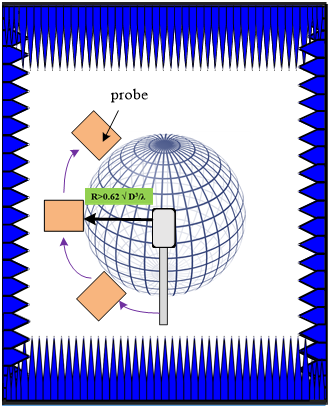 probe
R>0.62 √ D³/λ